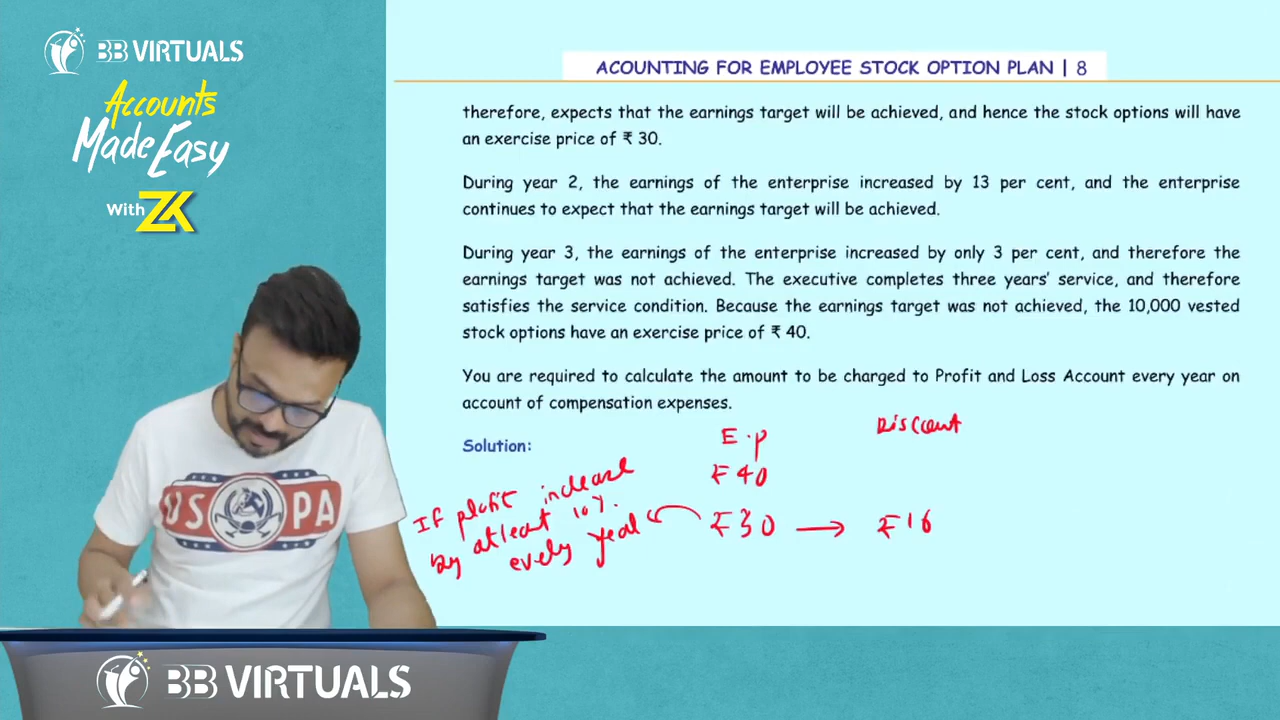 BB VIRTUALS
Accounts
Made Easy
With ZK
ACOUNTING FOR EMPLOYEE STOCK OPTION PLAN | 8
therefore, expects that the earnings target will be achieved, and hence the stock options will have
an exercise price of ₹ 30.
During year 2, the earnings of the enterprise increased by 13 per cent, and the enterprise
continues to expect that the earnings target will be achieved.
During year 3, the earnings of the enterprise increased by only 3 per cent, and therefore the
earnings target was not achieved. The executive completes three years' service, and therefore
satisfies the service condition. Because the earnings target was not achieved, the 10,000 vested
stock options have an exercise price of ₹ 40.
You are required to calculate the amount to be charged to Profit and Loss Account every year on
account of compensation expenses.
Solution:
E.P
Discount
₹40
If profit increase
by atleast 10%.
every year
₹30 → ₹16
USPA
BB VIRTUALS